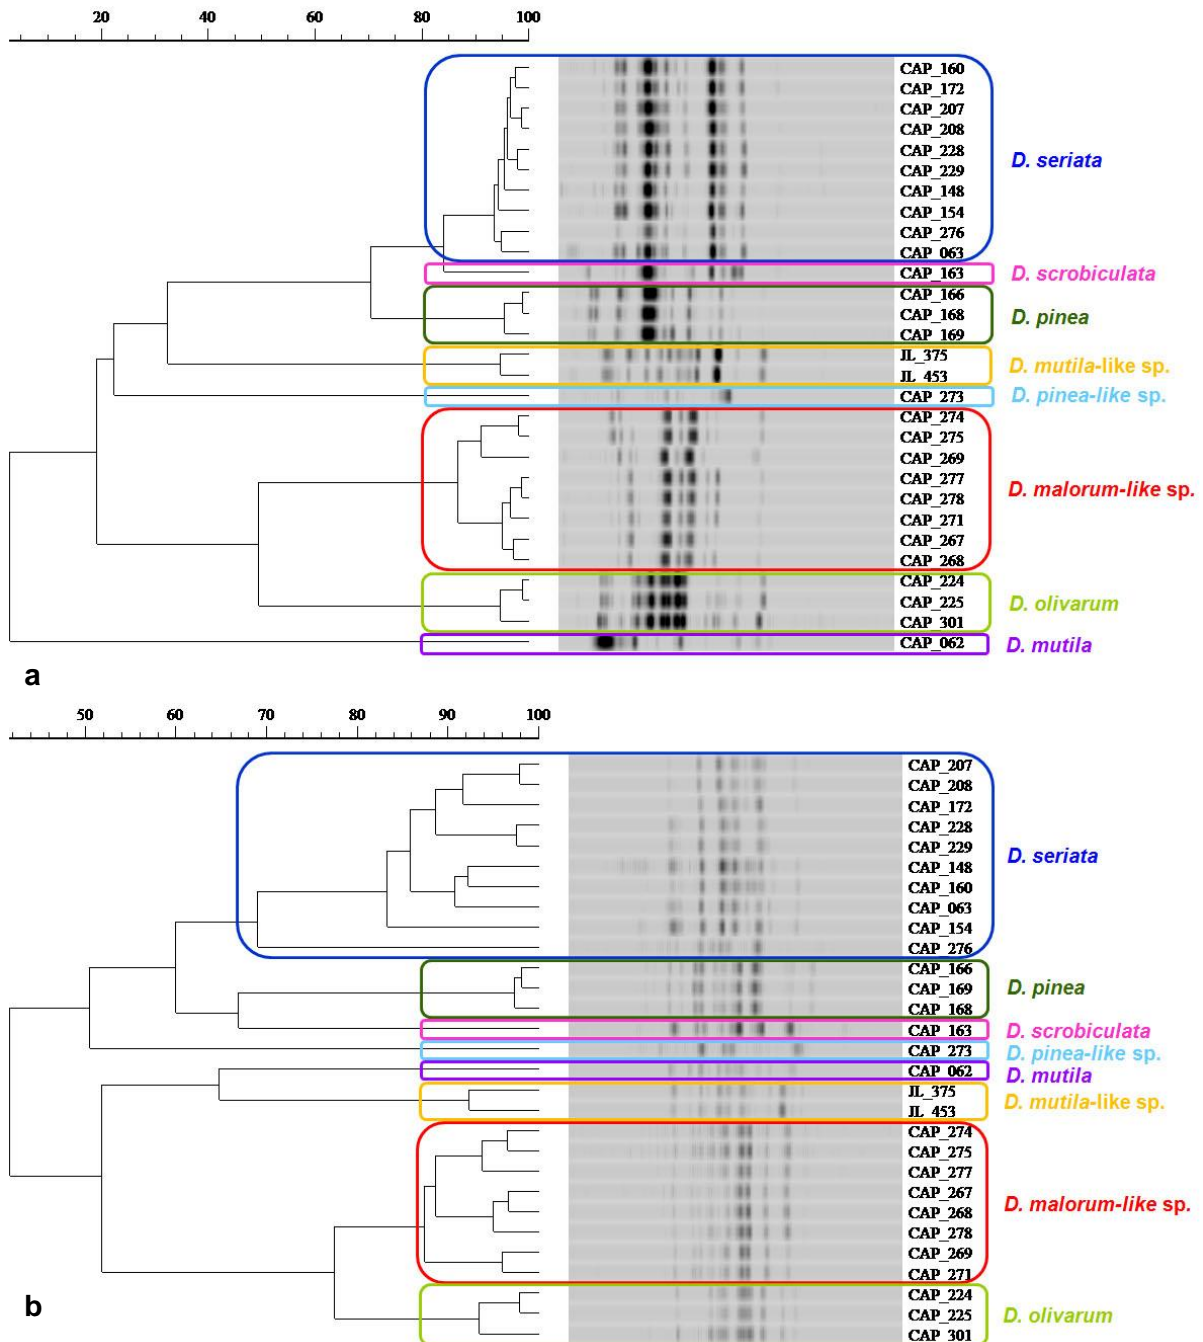 20 40 60 80 100
CAP_160
CAP_172
CAP_207
CAP_208
CAP_228
D. seriata
CAP_229
CAP_148
CAP_154
CAP_276
CAP_063
CAP_163 D. scrobiculata
CAP_166
CAP_168 D. pinea
CAP_169
JL_375
D. mutila-like sp.
JL_453
CAP_273 D. pinea-like sp.
CAP_274
CAP_275
CAP_269
CAP_277
D. malorum-like sp.
CAP_278
CAP_271
CAP_267
CAP_268
CAP_224
CAP_225 D. olivarum
CAP_301
CAP_062 D. mutila
a
50 60 70 80 90 100
CAP_207
CAP_208
CAP_172
CAP_228
CAP_229
D. seriata
CAP_148
CAP_160
CAP_063
CAP_154
CAP_276
CAP_166
CAP_169 D. pinea
CAP_168
CAP_163 D. scrobiculata
CAP_273 D. pinea-like sp.
CAP_062 D. mutila
JL_375
D. mutila-like sp.
JL_453
CAP_274
CAP_275
CAP_277
CAP_267
D. malorum-like sp.
CAP_268
CAP_278
CAP_269
CAP_271
CAP_224
b
CAP_225 D. olivarum
CAP_301